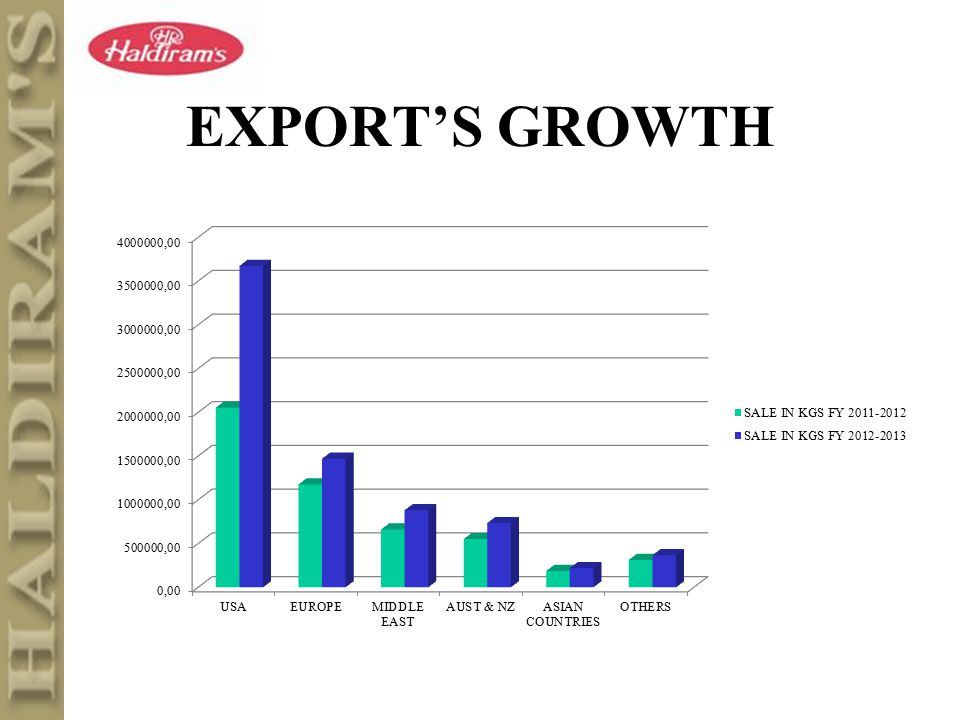 HALDIRAM'S
HR
Haldiram's
EXPORT’S GROWTH
4000000,00
3500000,00
3000000,00
2500000,00
2000000,00
1500000,00
1000000,00
500000,00
0,00
USA
EUROPE
MIDDLE
EAST
AUST & NZ
ASIAN
COUNTRIES
OTHERS
SALE IN KGS FY 2011-2012
SALE IN KGS FY 2012-2013